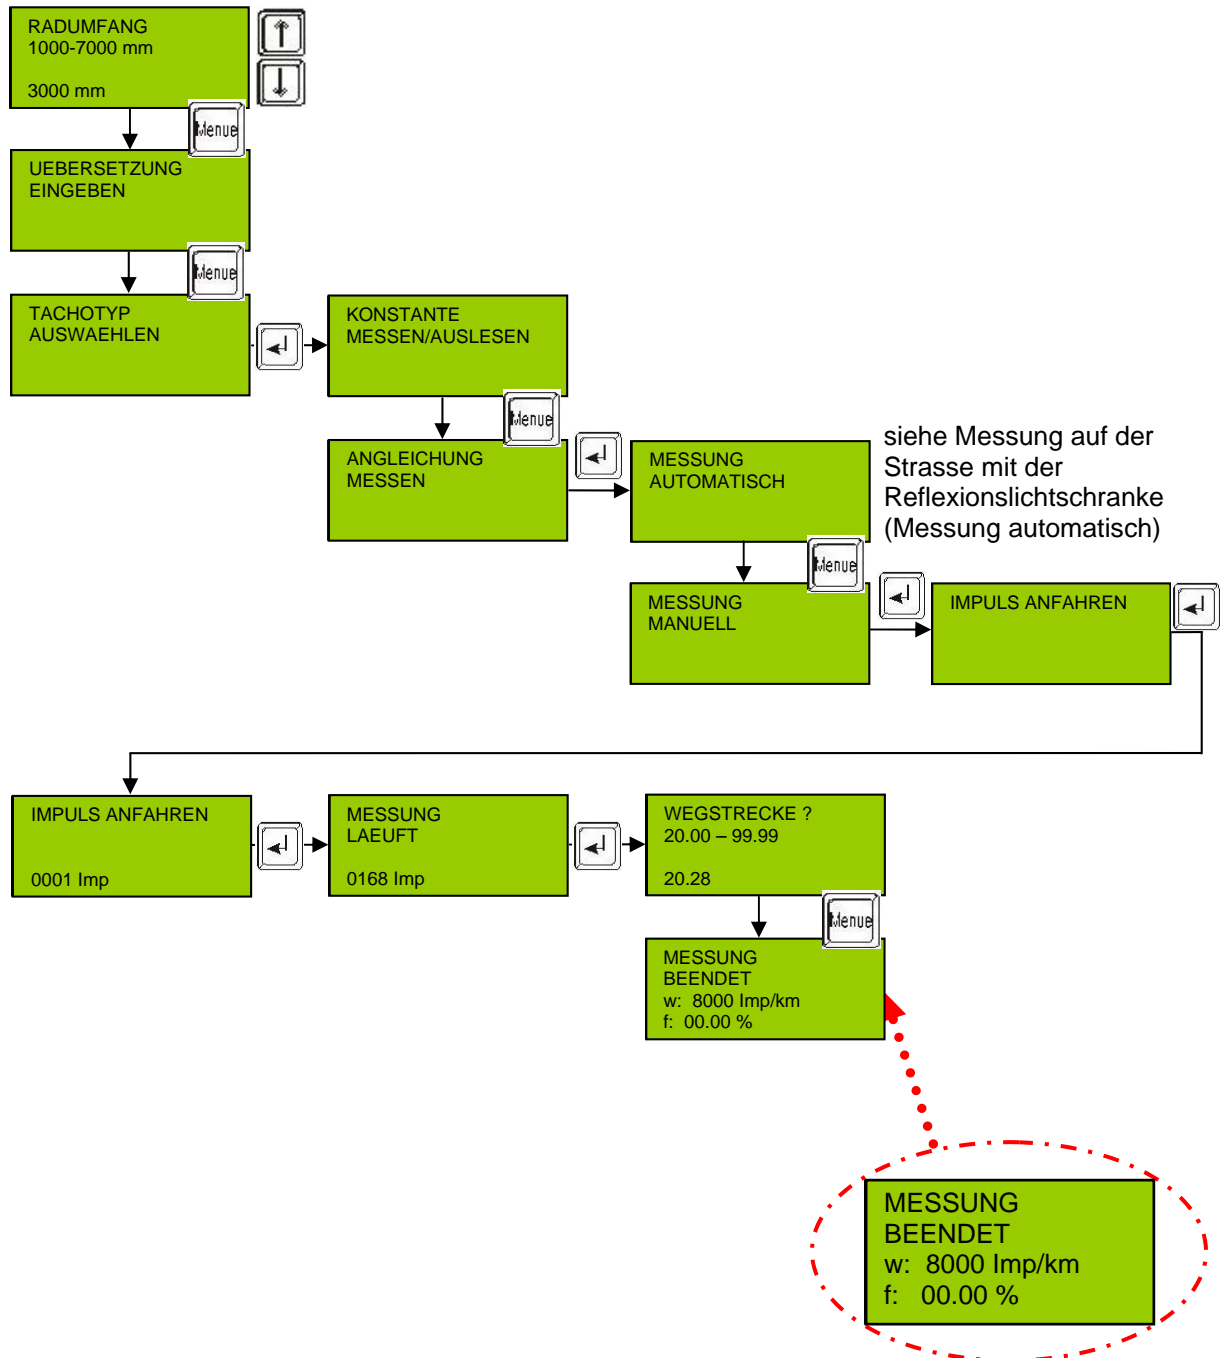 RADUMFANG
1000-7000 mm
3000 mm
Menue
UEBERSETZUNG
EINGEBEN
Menue
TACHOTYP
AUSWAEHLEN
KONSTANTE
MESSEN/AUSLESEN
Menue
ANGLEICHUNG
MESSEN
MESSUNG
AUTOMATISCH
siehe Messung auf der
Strasse mit der
Reflexionslichtschranke
(Messung automatisch)
Menue
MESSUNG
MANUELL
IMPULS ANFAHREN
IMPULS ANFAHREN
0001 Imp
MESSUNG
LAEUFT
0168 Imp
WEGSTRECKE ?
20.00 – 99.99
20.28
Menue
MESSUNG
BEENDET
w: 8000 Imp/km
f: 00.00 %
MESSUNG
BEENDET
w: 8000 Imp/km
f: 00.00 %